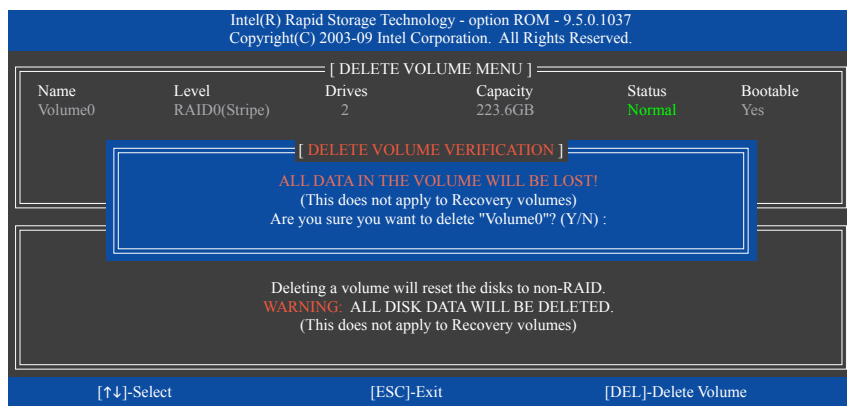 Intel(R) Rapid Storage Technology - option ROM - 9.5.0.1037
Copyright(C) 2003-09 Intel Corporation. All Rights Reserved.
[ DELETE VOLUME MENU ]
Name Level Drives Capacity Status Bootable
Volume0 RAID0(Stripe) 2 223.6GB Normal Yes
[ DELETE VOLUME VERIFICATION ]
ALL DATA IN THE VOLUME WILL BE LOST!
(This does not apply to Recovery volumes)
Are you sure you want to delete "Volume0"? (Y/N) :
Deleting a volume will reset the disks to non-RAID.
WARNING: ALL DISK DATA WILL BE DELETED.
(This does not apply to Recovery volumes)
[↑↓]-Select [ESC]-Exit [DEL]-Delete Volume